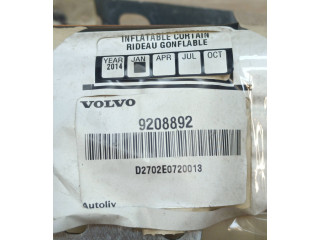 INFLATABLE CURTAIN
RIDEAU GONFLABLE
YEAR 2014 JAN APR JUL OCT
VOLVO
9208892
D2702E0720013
Autoliv